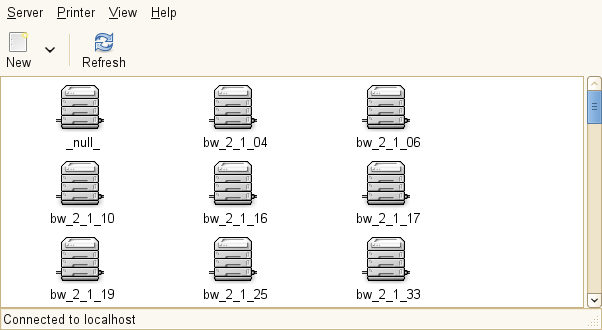 Server Printer View Help
New Refresh
_null_ bw_2_1_04 bw_2_1_06
bw_2_1_10 bw_2_1_16 bw_2_1_17
bw_2_1_19 bw_2_1_25 bw_2_1_33
Connected to localhost